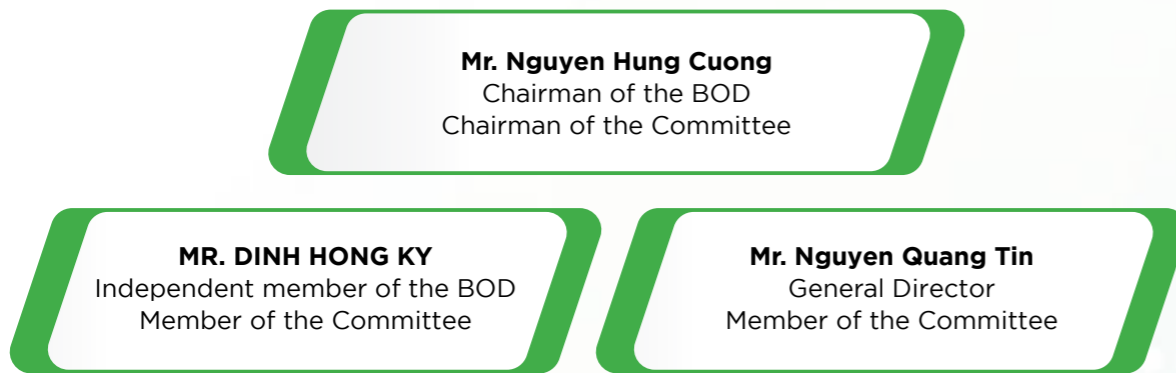 Mr. Nguyen Hung Cuong
Chairman of the BOD
Chairman of the Committee
MR. DINH HONG KY
Independent member of the BOD
Member of the Committee
Mr. Nguyen Quang Tin
General Director
Member of the Committee